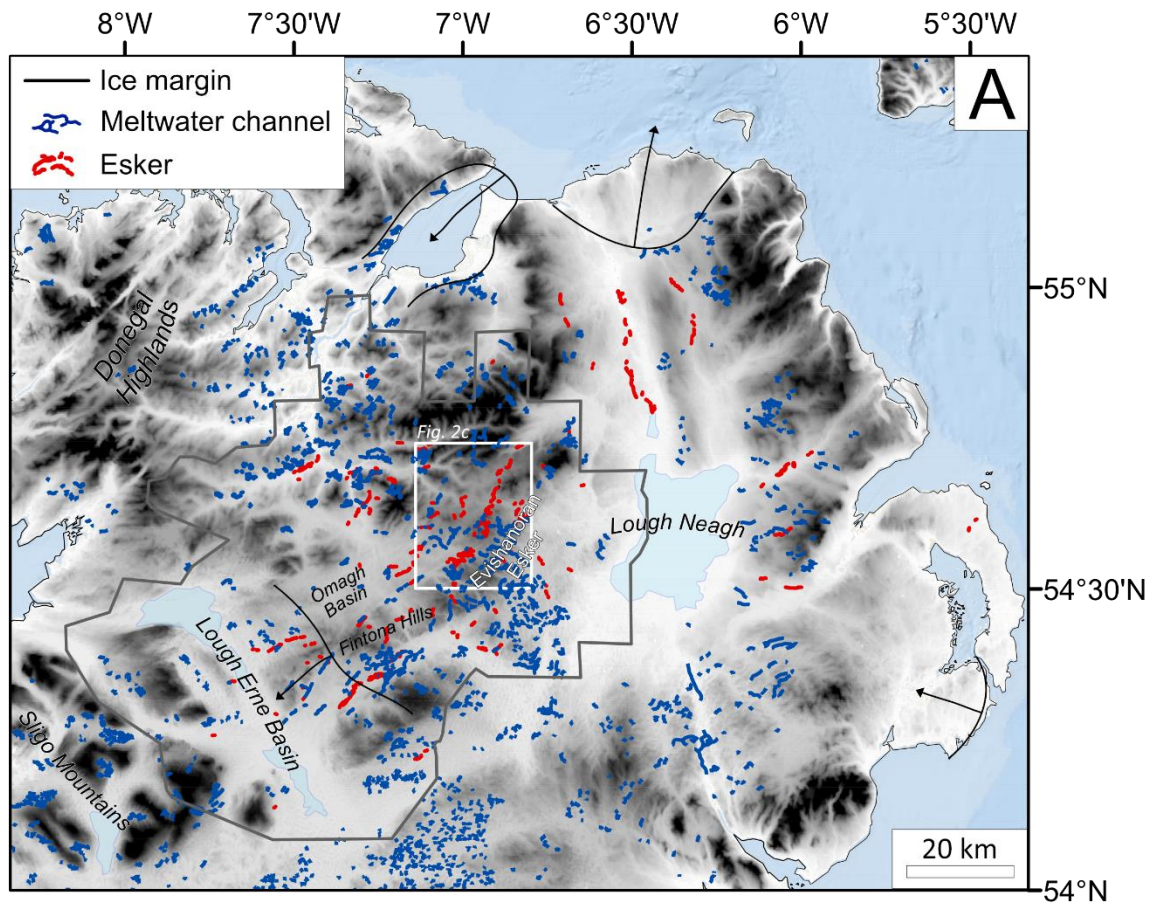 8°W 7°30'W 7°W 6°30'W 6°W 5°30'W
A
Ice margin
Meltwater channel
Esker
55°N
Donegal
Highlands
Fig. 2c
Lough Neagh
Evishanoran
Esker
54°30'N
Omagh
Basin
Fintona Hills
Lough Erne Basin
Sligo Mountains
20 km
54°N